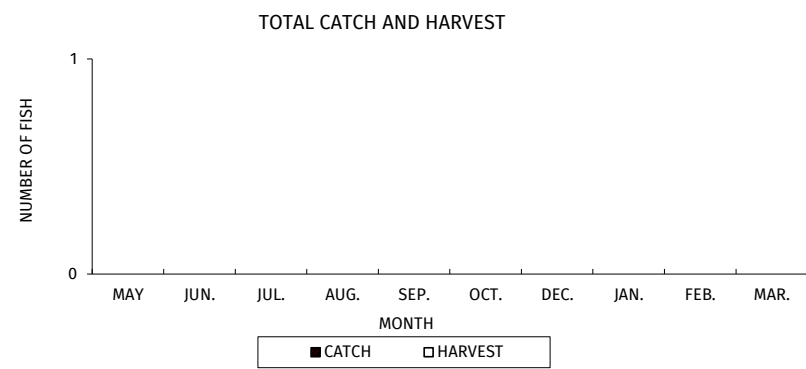 TOTAL CATCH AND HARVEST
1
NUMBER OF FISH
0
MAY JUN. JUL. AUG. SEP. OCT. DEC. JAN. FEB. MAR.
MONTH
CATCH HARVEST